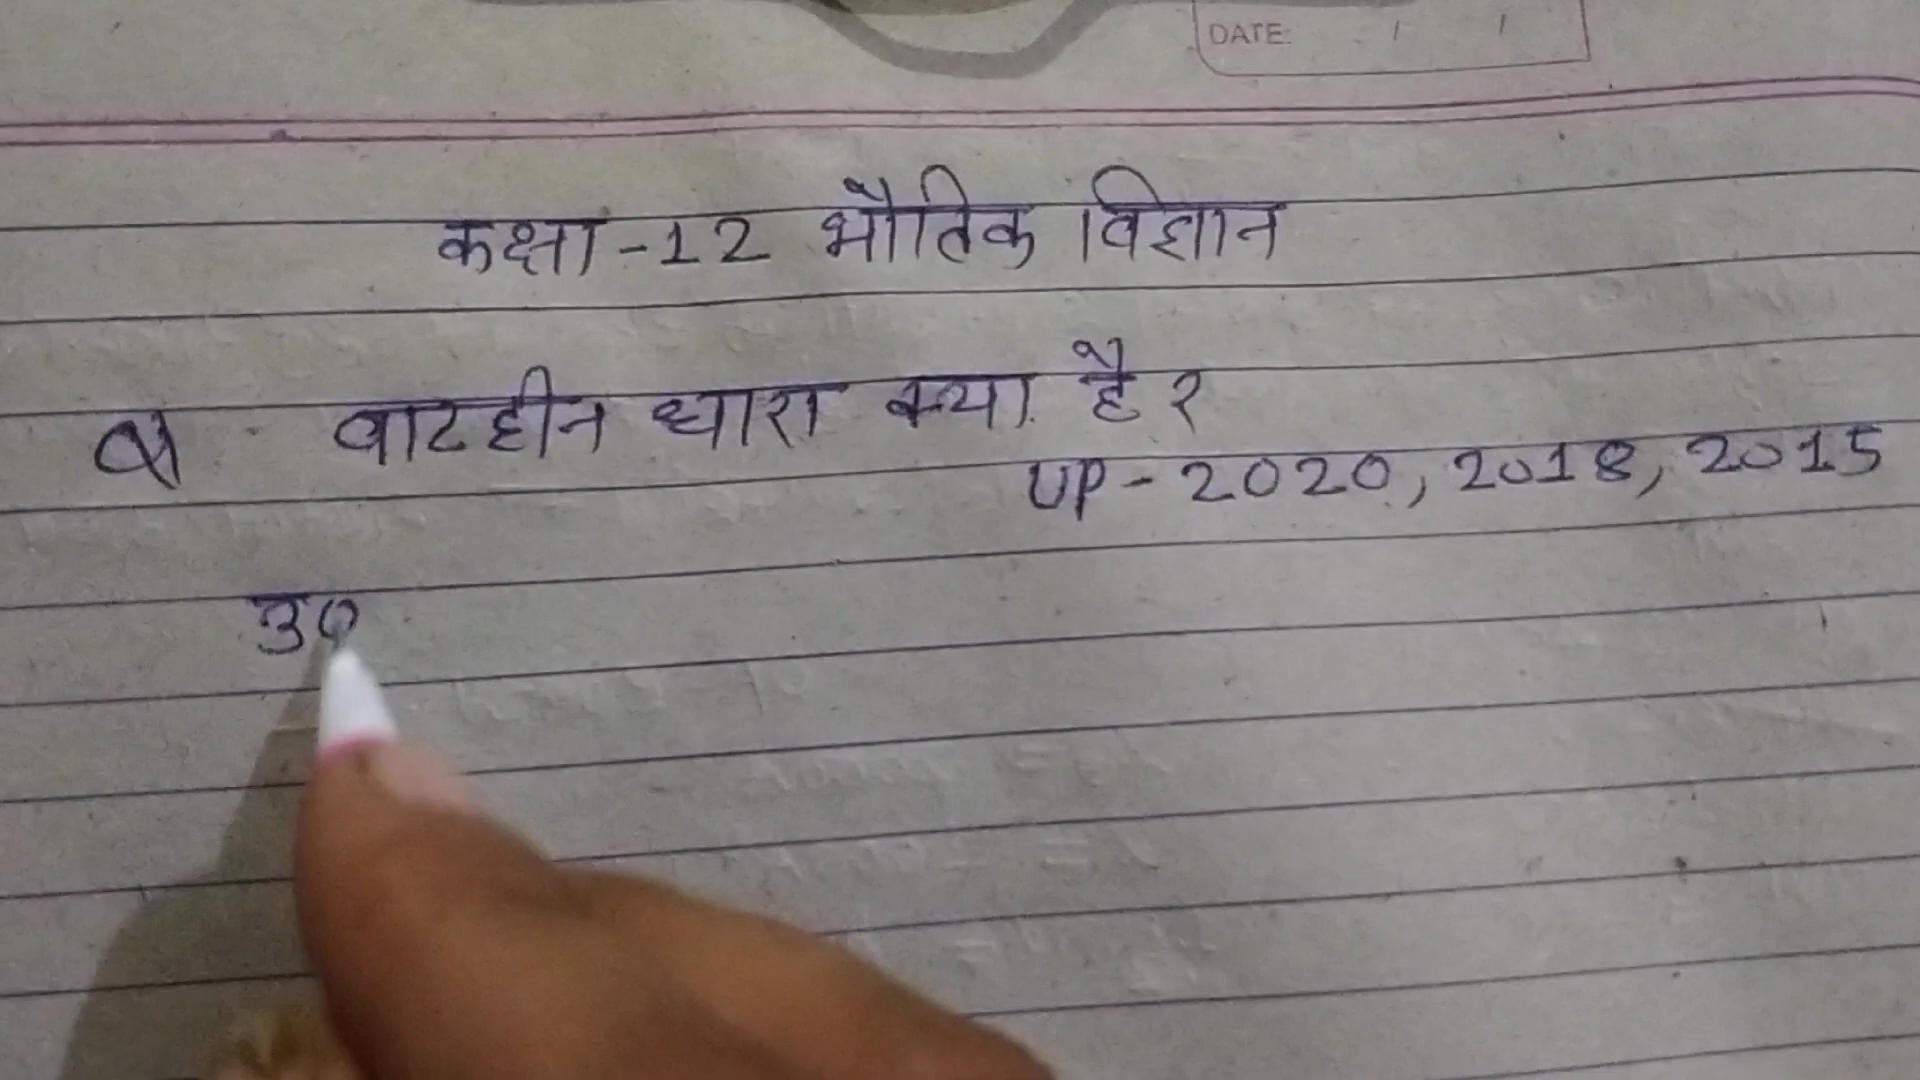 DATE: / /
कक्षा -12 भौतिक विज्ञान
Q वाटहीन धारा क्या है ?
UP - 2020, 2018, 2015
उ०